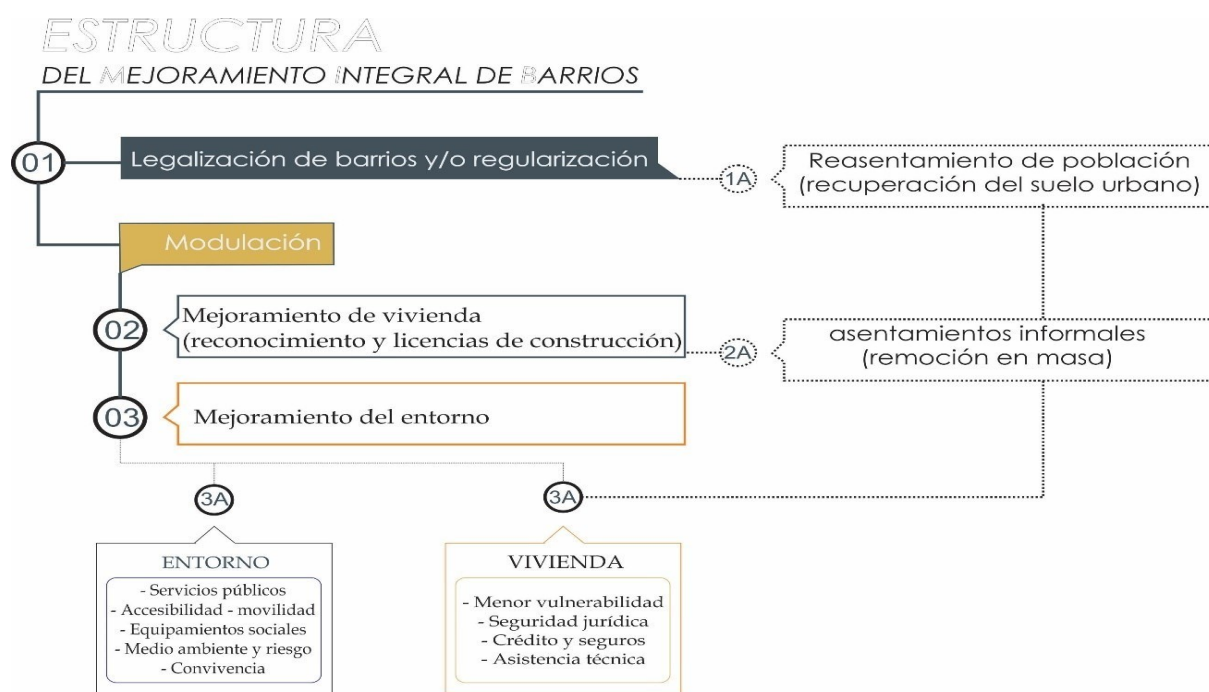 ESTRUCTURA
DEL MEJORAMIENTO INTEGRAL DE BARRIOS
01
Legalización de barrios y/o regularización
1A
Reasentamiento de población
(recuperación del suelo urbano)
Modulación
02
Mejoramiento de vivienda
(reconocimiento y licencias de construcción)
2A
asentamientos informales
(remoción en masa)
03
Mejoramiento del entorno
3A
3A
ENTORNO
- Servicios públicos
- Accesibilidad - movilidad
- Equipamientos sociales
- Medio ambiente y riesgo
- Convivencia
VIVIENDA
- Menor vulnerabilidad
- Seguridad jurídica
- Crédito y seguros
- Asistencia técnica